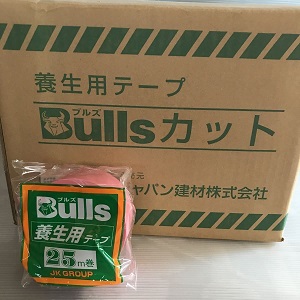 養生用テープ
ブルズ
Bullsカット
元
ャパン建材株式会社
ブルズ
Bulls
養生用テープ
25m巻
JK GROUP